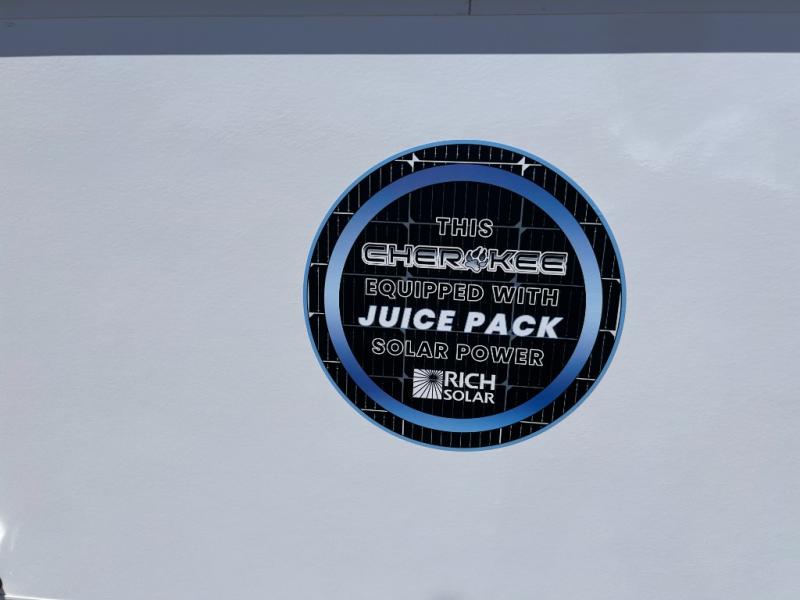 THIS
CHEROKEE
EQUIPPED WITH
JUICE PACK
SOLAR POWER
RICH
SOLAR